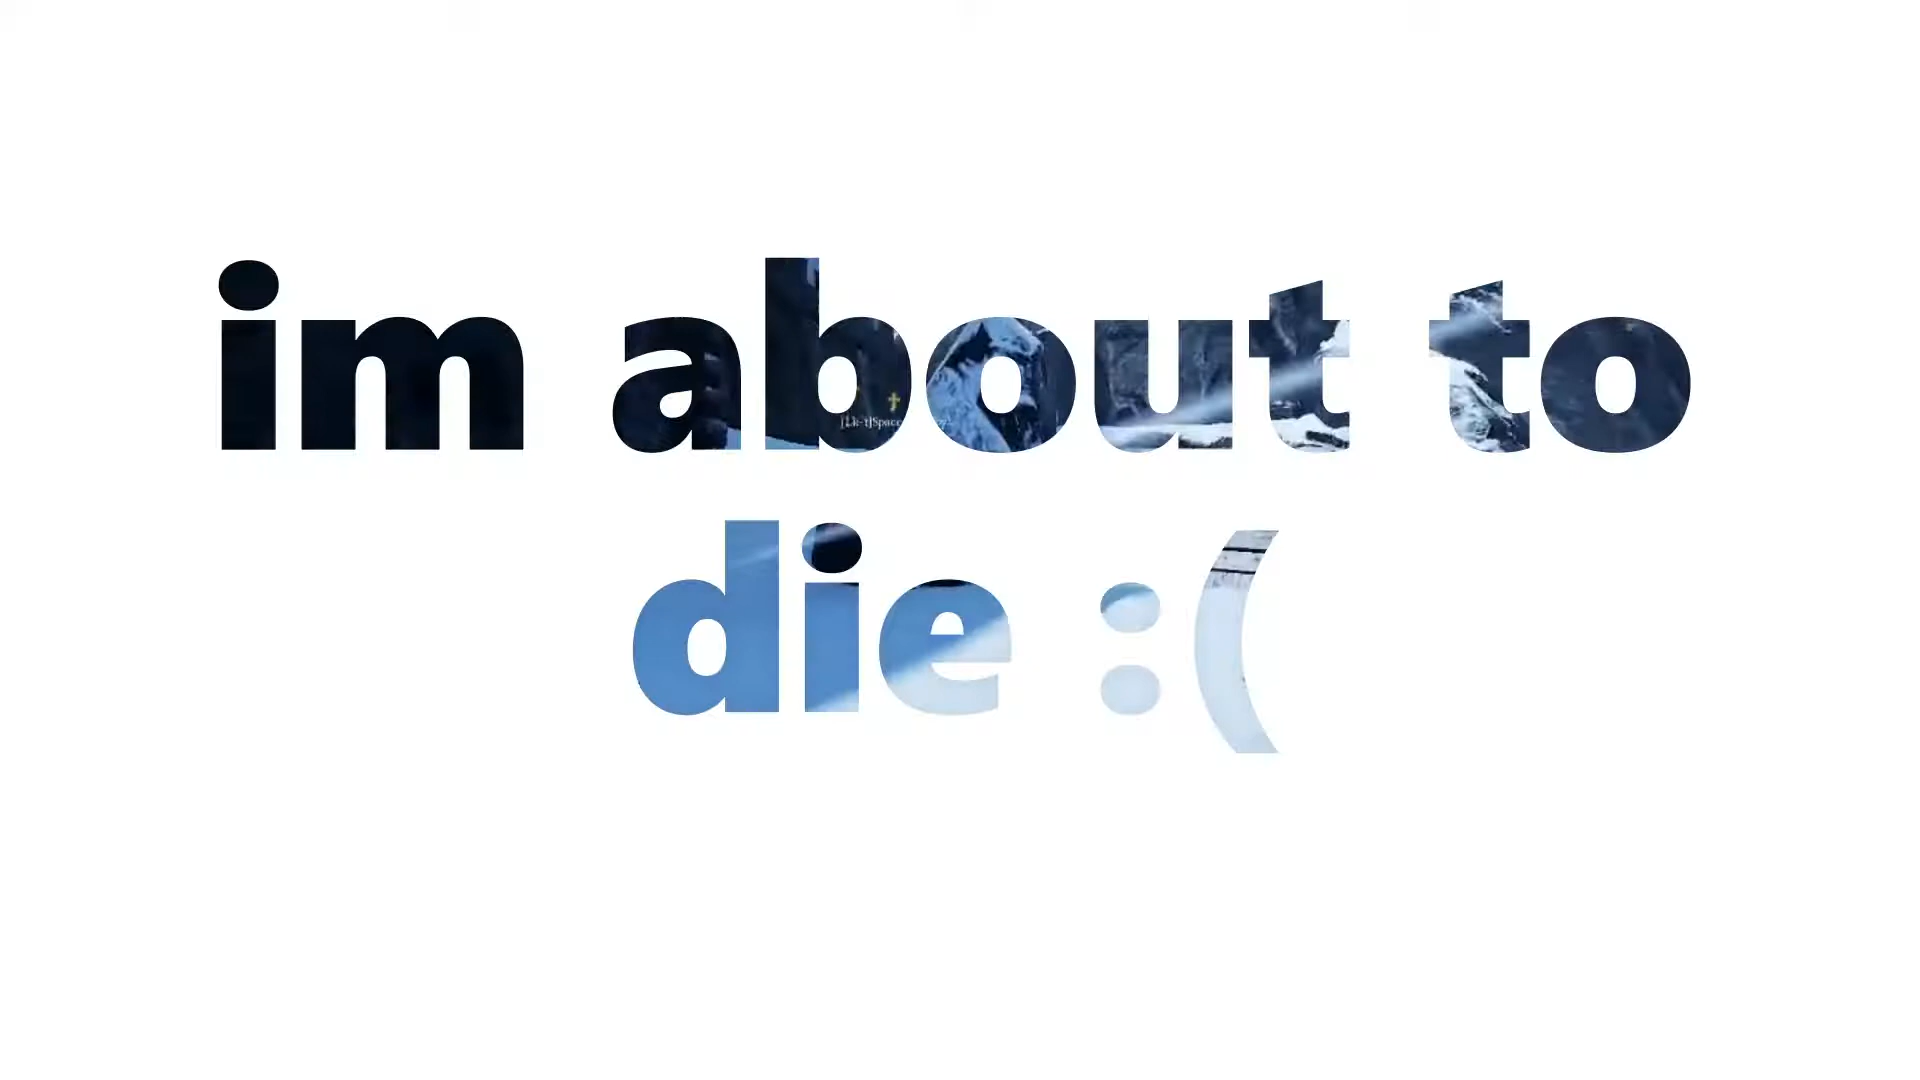 im about to
die :(